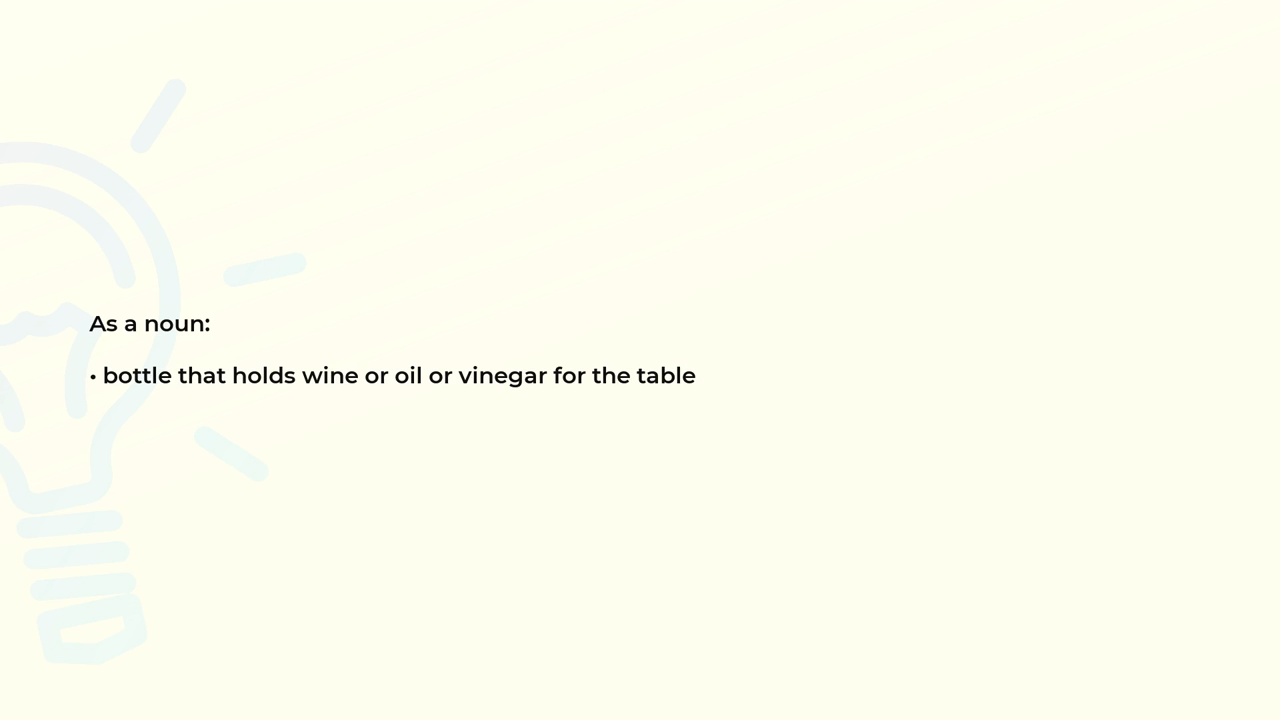 As a noun:
• bottle that holds wine or oil or vinegar for the table